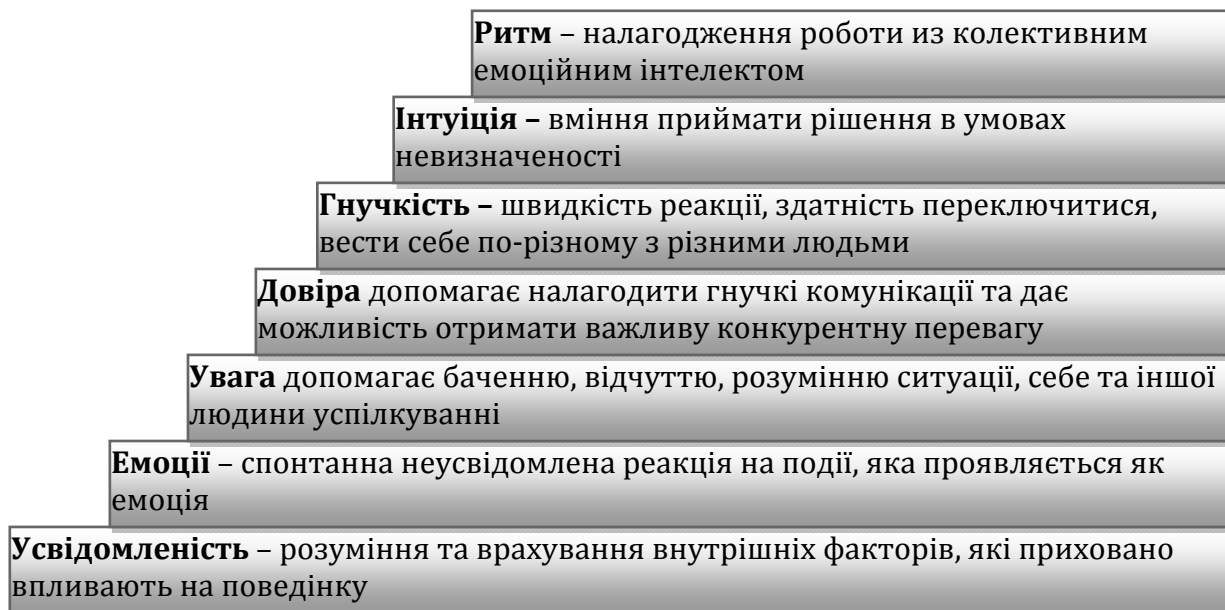 Ритм – налагодження роботи из колективним
емоційним інтелектом
Інтуіція – вміння приймати рішення в умовах
невизначеності
Гнучкість – швидкість реакції, здатність переключитися,
вести себе по-різному з різними людьми
Довіра допомагає налагодити гнучкі комунікації та дає
можливість отримати важливу конкурентну перевагу
Увага допомагає баченню, відчуттю, розумінню ситуації, себе та іншої
людини успілкуванні
Емоції – спонтанна неусвідомлена реакція на події, яка проявляється як
емоція
Усвідомленість – розуміння та врахування внутрішніх факторів, які приховано
впливають на поведінку